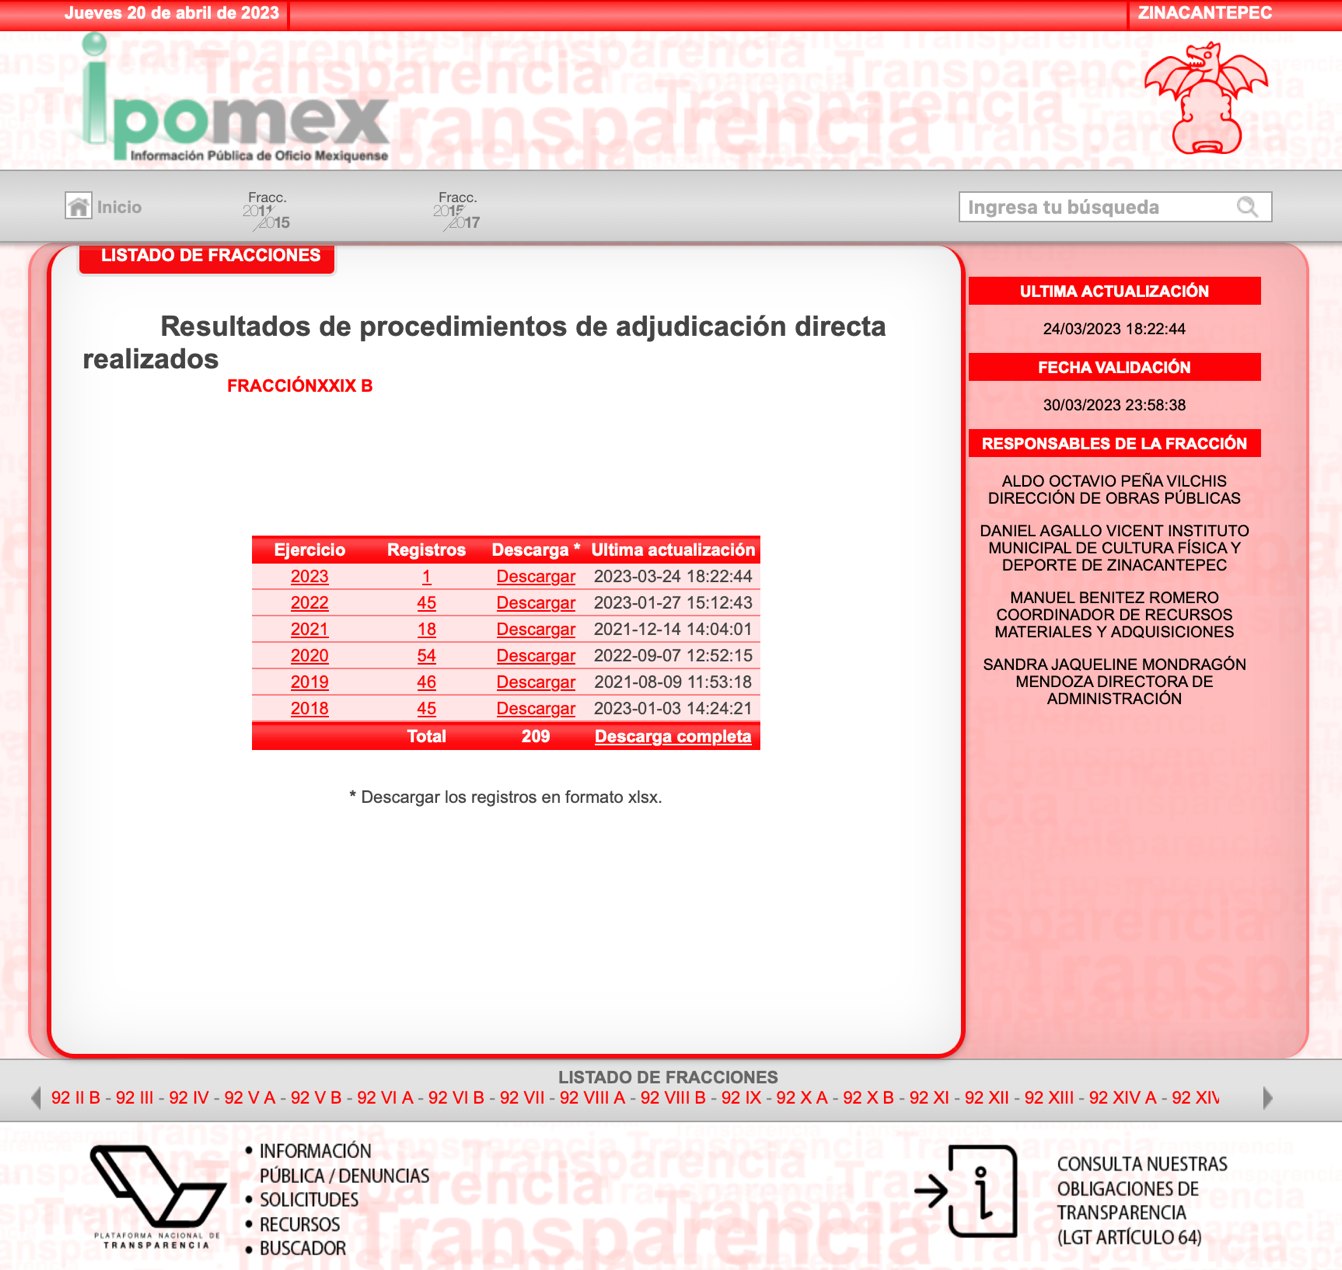 Jueves 20 de abril de 2023
ZINACANTEPEC
ipomex
Información Pública de Oficio Mexiquense
Inicio
Fracc.
2011/2015
Fracc.
2015/2017
Ingresa tu búsqueda
LISTADO DE FRACCIONES
Resultados de procedimientos de adjudicación directa
realizados
FRACCIÓNXXIX B
Ejercicio Registros Descarga * Ultima actualización
2023 1 Descargar 2023-03-24 18:22:44
2022 45 Descargar 2023-01-27 15:12:43
2021 18 Descargar 2021-12-14 14:04:01
2020 54 Descargar 2022-09-07 12:52:15
2019 46 Descargar 2021-08-09 11:53:18
2018 45 Descargar 2023-01-03 14:24:21
Total 209 Descarga completa
* Descargar los registros en formato xlsx.
ULTIMA ACTUALIZACIÓN
24/03/2023 18:22:44
FECHA VALIDACIÓN
30/03/2023 23:58:38
RESPONSABLES DE LA FRACCIÓN
ALDO OCTAVIO PEÑA VILCHIS
DIRECCIÓN DE OBRAS PÚBLICAS
DANIEL AGALLO VICENT INSTITUTO
MUNICIPAL DE CULTURA FÍSICA Y
DEPORTE DE ZINACANTEPEC
MANUEL BENITEZ ROMERO
COORDINADOR DE RECURSOS
MATERIALES Y ADQUISICIONES
SANDRA JAQUELINE MONDRAGÓN
MENDOZA DIRECTORA DE
ADMINISTRACIÓN
LISTADO DE FRACCIONES
92 II B - 92 III - 92 IV - 92 V A - 92 V B - 92 VI A - 92 VI B - 92 VII - 92 VIII A - 92 VIII B - 92 IX - 92 X A - 92 X B - 92 XI - 92 XII - 92 XIII - 92 XIV A - 92 XIV
PLATAFORMA NACIONAL DE
TRANSPARENCIA
• INFORMACIÓN
PÚBLICA / DENUNCIAS
• SOLICITUDES
• RECURSOS
• BUSCADOR
CONSULTA NUESTRAS
OBLIGACIONES DE
TRANSPARENCIA
(LGT ARTÍCULO 64)